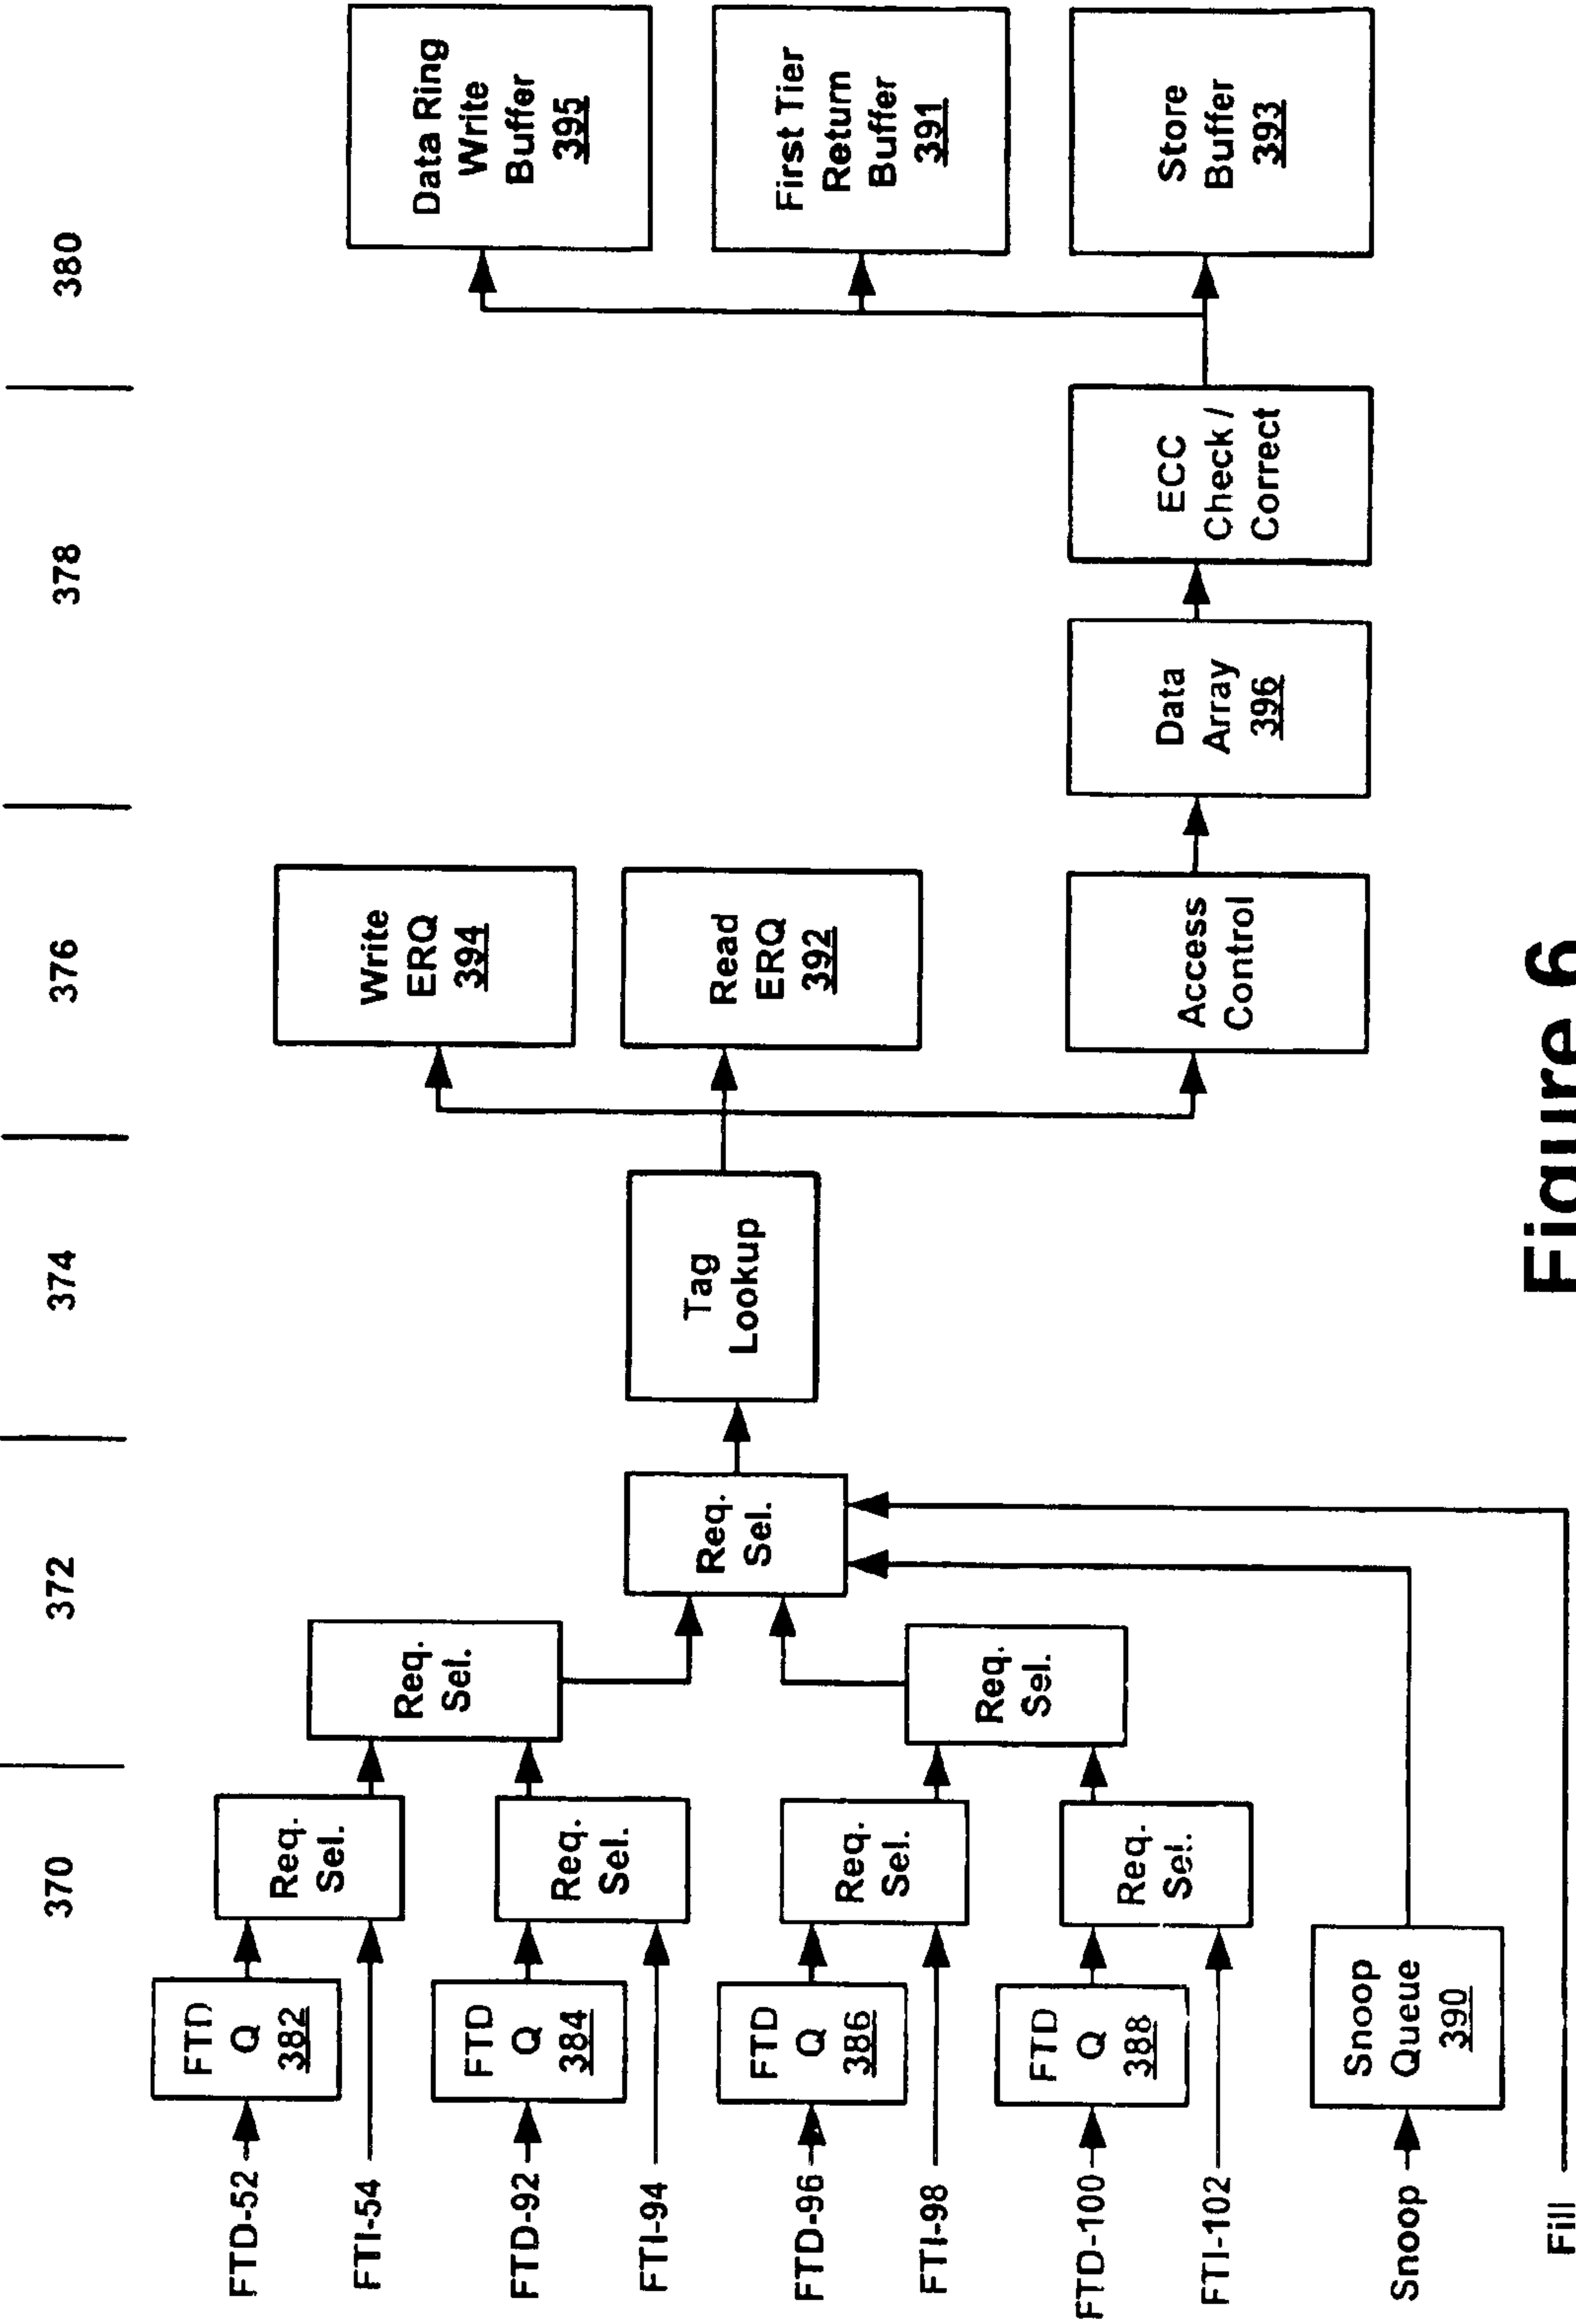 370
372
374
376
378
380
FTD-52
FTD
Q
382
Req.
Sel.
FTI-54
FTD-92
FTD
Q
384
Req.
Sel.
FTI-94
Req.
Sel.
FTD-96
FTD
Q
386
Req.
Sel.
FTI-98
FTD-100
FTD
Q
388
Req.
Sel.
FTI-102
Req.
Sel.
Snoop
Snoop
Queue
390
Fill
Req.
Sel.
Tag
Lookup
Write
ERQ
394
Read
ERQ
392
Access
Control
Data
Array
396
ECC
Check /
Correct
Data Ring
Write
Buffer
395
First Tier
Return
Buffer
391
Store
Buffer
393
Figure 6